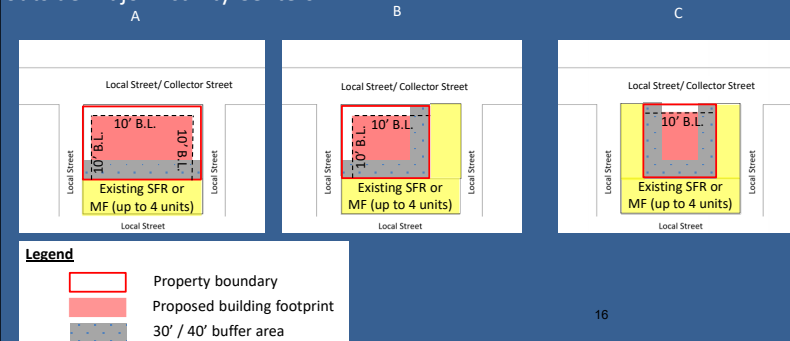 A
B
C
Local Street/ Collector Street
10’ B.L.
10’ B.L.
10’ B.L.
Local Street
Local Street
Existing SFR or
MF (up to 4 units)
Local Street
Local Street/ Collector Street
10’ B.L.
10’ B.L.
Local Street
Local Street
Existing SFR or
MF (up to 4 units)
Local Street
Local Street/ Collector Street
10’ B.L.
Local Street
Local Street
Existing SFR or
MF (up to 4 units)
Local Street
Legend
Property boundary
Proposed building footprint
30’ / 40’ buffer area
16